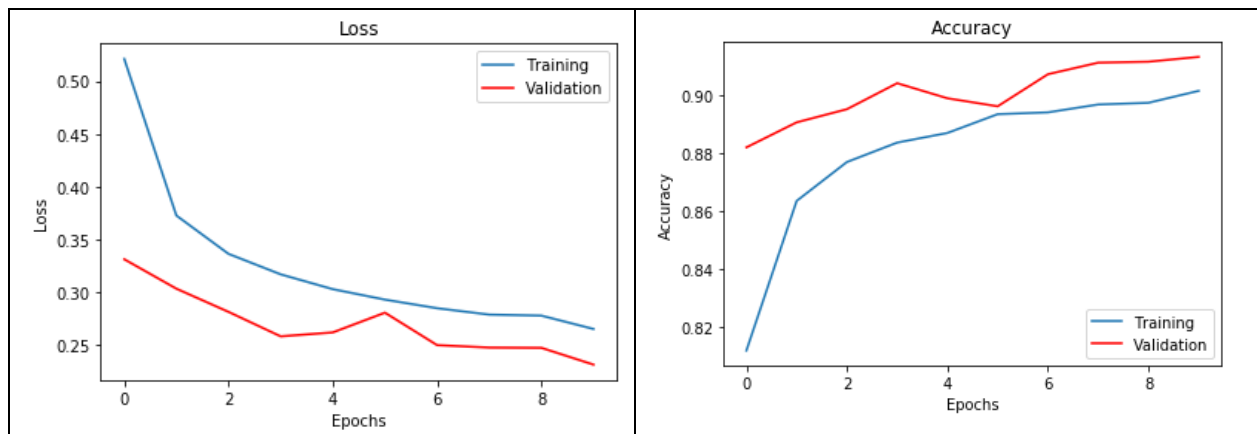 Loss
Training
Validation
0.50
0.45
0.40
0.35
0.30
0.25
Loss
0 2 4 6 8
Epochs
Accuracy
0.90
0.88
0.86
0.84
0.82
Accuracy
Training
Validation
0 2 4 6 8
Epochs